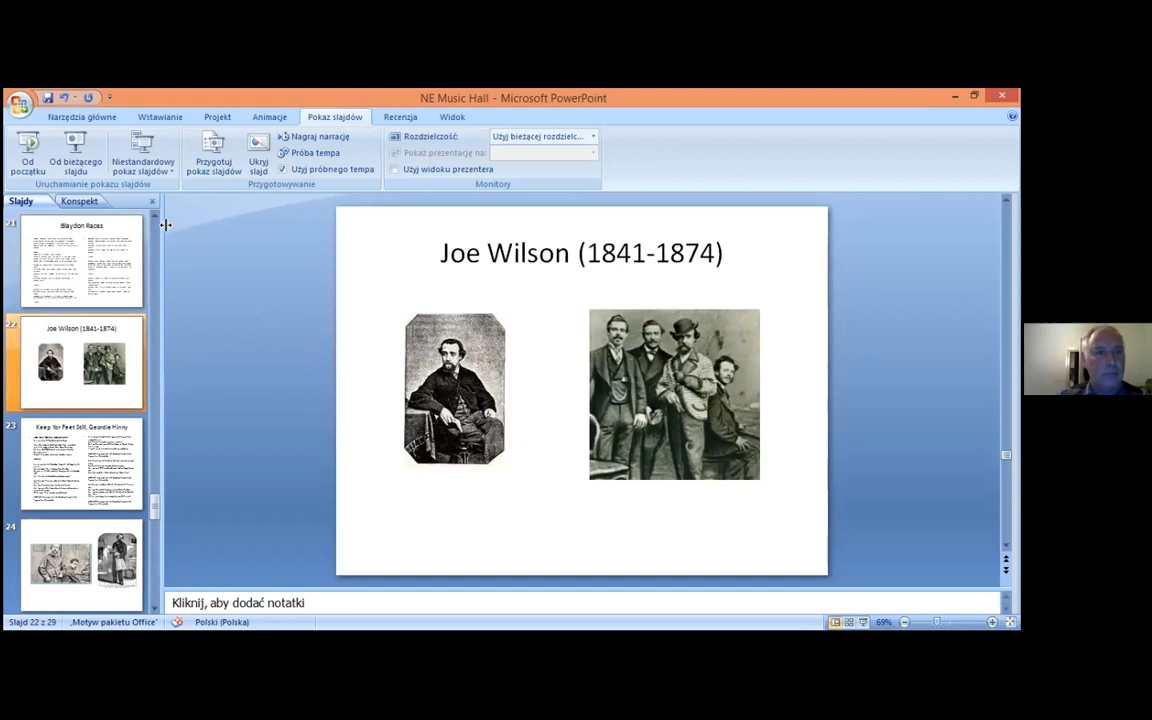 NE Music Hall - Microsoft PowerPoint
Narzędzia główne Wstawianie Projekt Animacje Pokaz slajdów Recenzja Widok
Od początku
Od bieżącego slajdu
Niestandardowy pokaz slajdów
Uruchamianie pokazu slajdów
Przygotuj pokaz slajdów
Ukryj slajd
Nagraj narrację
Próba tempa
Użyj próbnego tempa
Przygotowywanie
Rozdzielczość: Użyj bieżącej rozdzielc...
Pokaż prezentację na:
Użyj widoku prezentera
Monitory
Slajdy Konspekt
21
Blaydon Races
22
Joe Wilson (1841-1874)
23
Keep Yor Feet Still, Geordie Hinny
24
Joe Wilson (1841-1874)
Kliknij, aby dodać notatki
Slajd 22 z 29 „Motyw pakietu Office” Polski (Polska) 69%